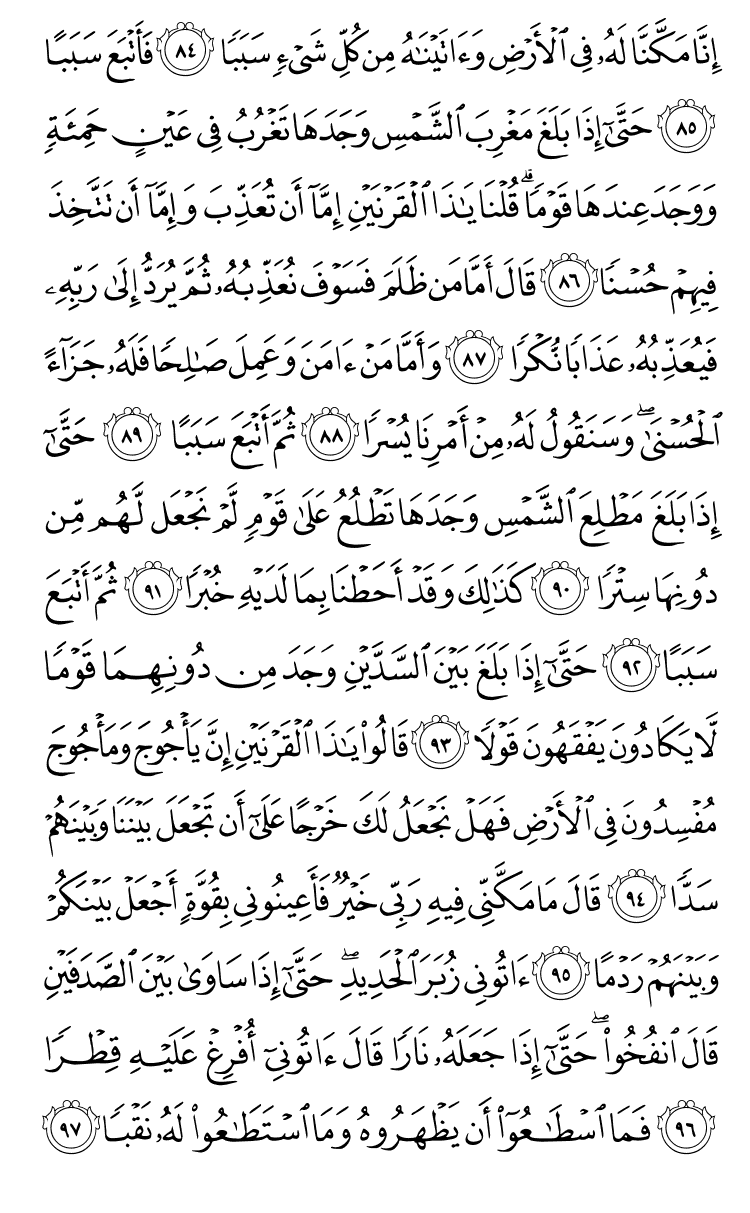 إِنَّا مَكَّنَّا لَهُۥ فِي ٱلْأَرْضِ وَءَاتَيْنَٰهُ مِن كُلِّ شَيْءٍ سَبَبًا ٨٤ فَأَتْبَعَ سَبَبًا
٨٥ حَتَّىٰٓ إِذَا بَلَغَ مَغْرِبَ ٱلشَّمْسِ وَجَدَهَا تَغْرُبُ فِي عَيْنٍ حَمِئَةٍ
وَوَجَدَ عِندَهَا قَوْمًاۗ قُلْنَا يَٰذَا ٱلْقَرْنَيْنِ إِمَّآ أَن تُعَذِّبَ وَإِمَّآ أَن تَتَّخِذَ
فِيهِمْ حُسْنًا ٨٦ قَالَ أَمَّا مَن ظَلَمَ فَسَوْفَ نُعَذِّبُهُۥ ثُمَّ يُرَدُّ إِلَىٰ رَبِّهِۦ
فَيُعَذِّبُهُۥ عَذَابًا نُّكْرًا ٨٧ وَأَمَّا مَنْ ءَامَنَ وَعَمِلَ صَٰلِحًا فَلَهُۥ جَزَآءً
ٱلْحُسْنَىٰۖ وَسَنَقُولُ لَهُۥ مِنْ أَمْرِنَا يُسْرًا ٨٨ ثُمَّ أَتْبَعَ سَبَبًا ٨٩ حَتَّىٰٓ
إِذَا بَلَغَ مَطْلِعَ ٱلشَّمْسِ وَجَدَهَا تَطْلُعُ عَلَىٰ قَوْمٍ لَّمْ نَجْعَل لَّهُم مِّن
دُونِهَا سِتْرًا ٩٠ كَذَٰلِكَ وَقَدْ أَحَطْنَا بِمَا لَدَيْهِ خُبْرًا ٩١ ثُمَّ أَتْبَعَ
سَبَبًا ٩٢ حَتَّىٰٓ إِذَا بَلَغَ بَيْنَ ٱلسَّدَّيْنِ وَجَدَ مِن دُونِهِمَا قَوْمًا
لَّا يَكَادُونَ يَفْقَهُونَ قَوْلًا ٩٣ قَالُوا۟ يَٰذَا ٱلْقَرْنَيْنِ إِنَّ يَأْجُوجَ وَمَأْجُوجَ
مُفْسِدُونَ فِي ٱلْأَرْضِ فَهَلْ نَجْعَلُ لَكَ خَرْجًا عَلَىٰٓ أَن تَجْعَلَ بَيْنَنَا وَبَيْنَهُمْ
سَدًّا ٩٤ قَالَ مَا مَكَّنِّي فِيهِ رَبِّي خَيْرٌ فَأَعِينُونِي بِقُوَّةٍ أَجْعَلْ بَيْنَكُمْ
وَبَيْنَهُمْ رَدْمًا ٩٥ ءَاتُونِي زُبَرَ ٱلْحَدِيدِۖ حَتَّىٰٓ إِذَا سَاوَىٰ بَيْنَ ٱلصَّدَفَيْنِ
قَالَ ٱنفُخُوا۟ۖ حَتَّىٰٓ إِذَا جَعَلَهُۥ نَارًا قَالَ ءَاتُونِيٓ أُفْرِغْ عَلَيْهِ قِطْرًا
٩٦ فَمَا ٱسْطَٰعُوٓا۟ أَن يَظْهَرُوهُ وَمَا ٱسْتَطَٰعُوا۟ لَهُۥ نَقْبًا ٩٧